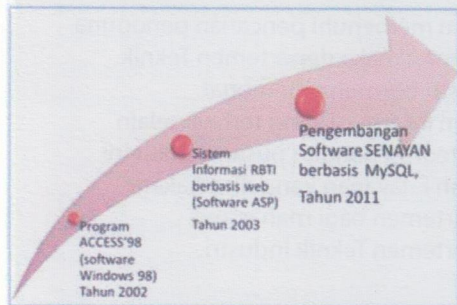 Program
ACCESS'98
(software
Windows 98)
Tahun 2002
Sistem
Informasi RBTI
berbasis web
(Software ASP)
Tahun 2003
Pengembangan
Software SENAYAN
berbasis MySQL,
Tahun 2011